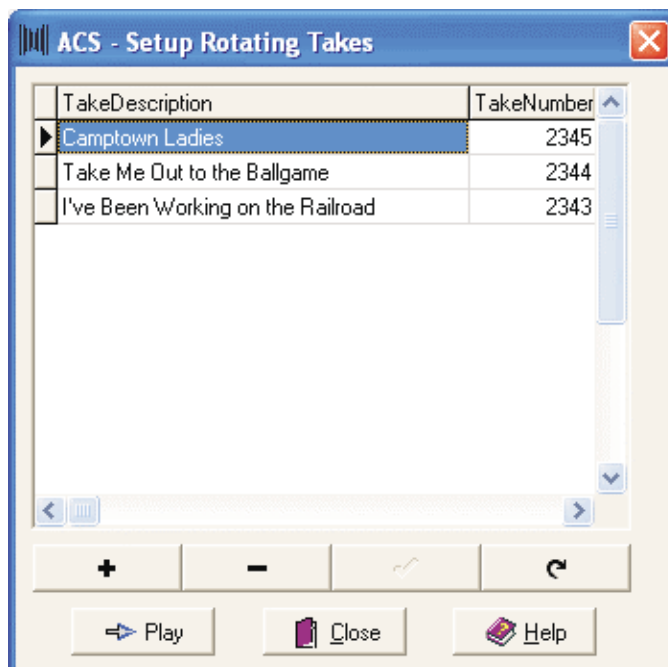 ACS - Setup Rotating Takes
TakeDescription TakeNumber
Camptown Ladies 2345
Take Me Out to the Ballgame 2344
I've Been Working on the Railroad 2343
Play Close Help